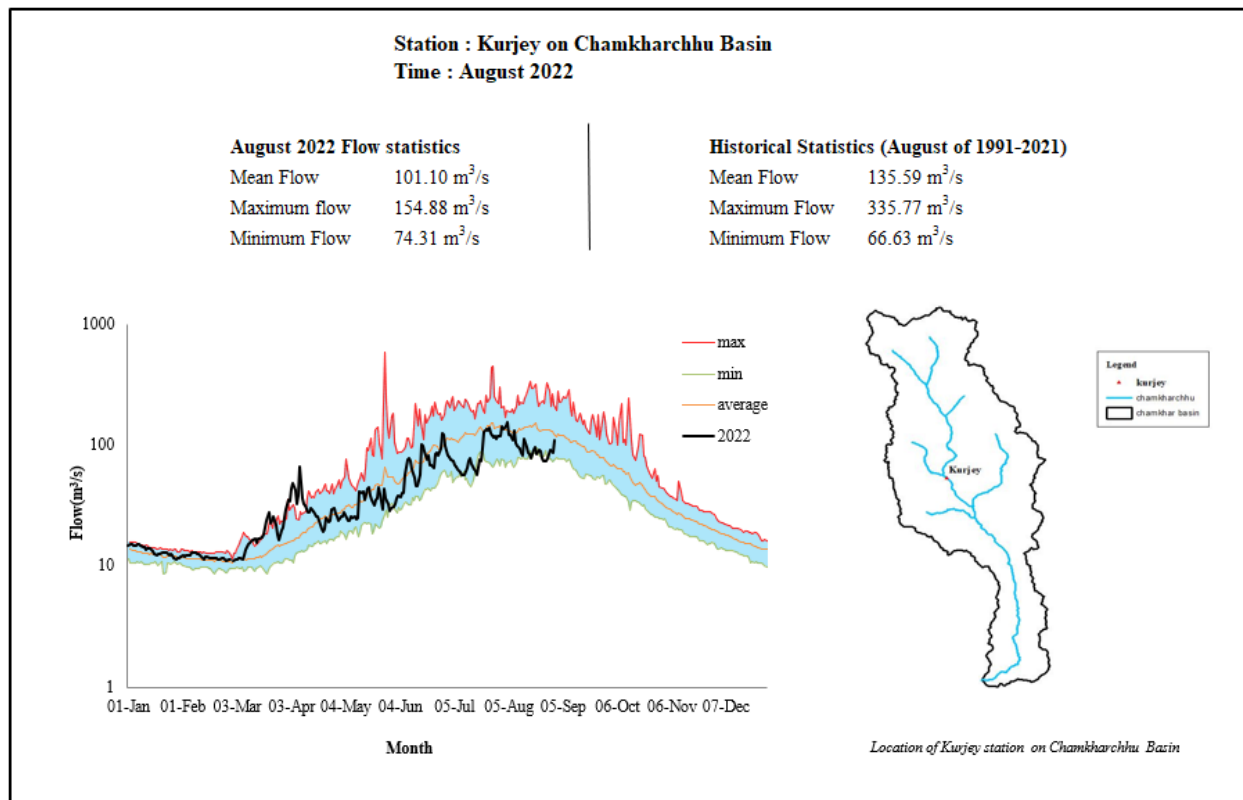 Station : Kurjey on Chamkharchhu Basin
Time : August 2022
August 2022 Flow statistics
Mean Flow 101.10 m³/s
Maximum flow 154.88 m³/s
Minimum Flow 74.31 m³/s
Historical Statistics (August of 1991-2021)
Mean Flow 135.59 m³/s
Maximum Flow 335.77 m³/s
Minimum Flow 66.63 m³/s
1000
100
10
1
Flow(m³/s)
01-Jan 01-Feb 03-Mar 03-Apr 04-May 04-Jun 05-Jul 05-Aug 05-Sep 06-Oct 06-Nov 07-Dec
Month
max
min
average
2022
Kurjey
Legend
kurjey
chamkharchhu
chamkhar basin
Location of Kurjey station on Chamkharchhu Basin